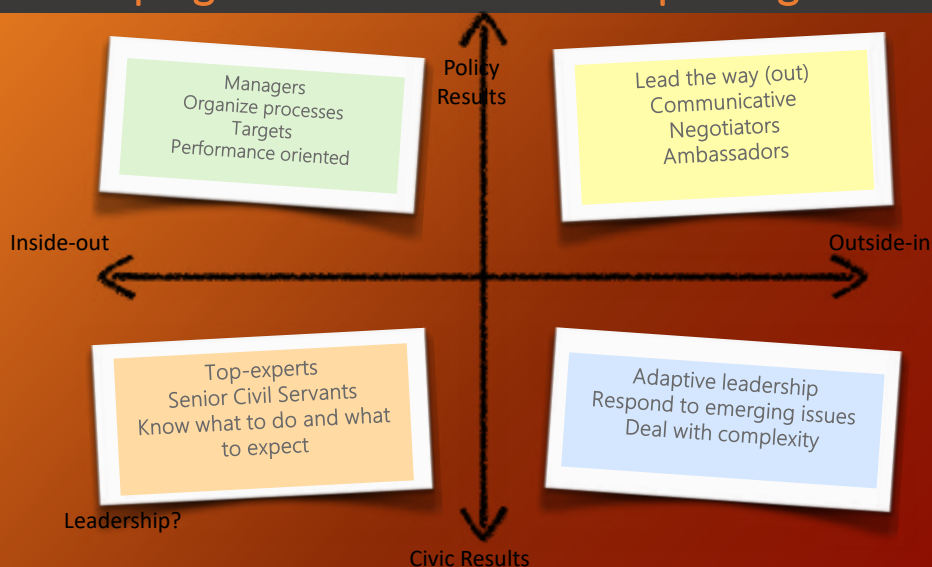 Policy
Results
Managers
Organize processes
Targets
Performance oriented
Lead the way (out)
Communicative
Negotiators
Ambassadors
Inside-out
Outside-in
Top-experts
Senior Civil Servants
Know what to do and what
to expect
Adaptive leadership
Respond to emerging issues
Deal with complexity
Leadership?
Civic Results